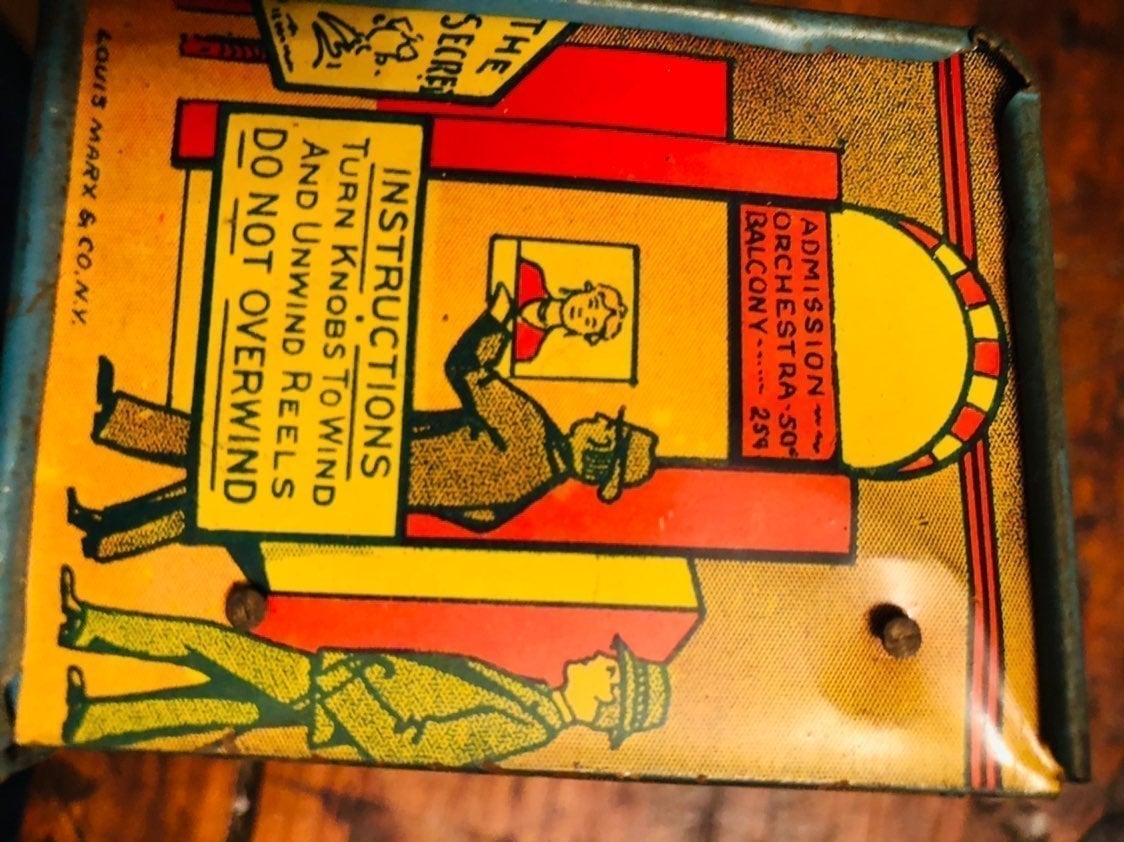 THE
SECRE
ADMISSION
ORCHESTRA 50¢
BALCONY 25¢
INSTRUCTIONS
TURN KNOBS TO WIND
AND UNWIND REELS
DO NOT OVERWIND
LOUIS MARX & CO. N.Y.